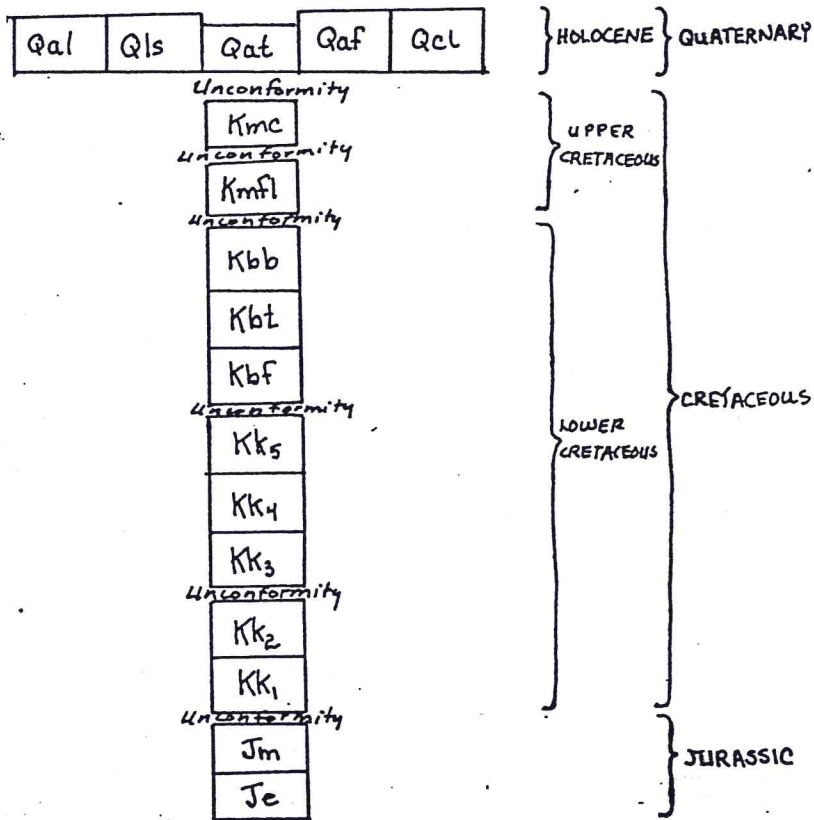 Qal Qls Qat Qaf Qcl HOLOCENE QUATERNARY
Unconformity
Kmc
UPPER
CRETACEOUS
Unconformity
Kmfl
Unconformity
Kbb
Kbt
Kbf
CRETACEOUS
Unconformity
LOWER
CRETACEOUS
Kk5
Kk4
Kk3
Unconformity
Kk2
Kk1
Unconformity
Jm
JURASSIC
Je